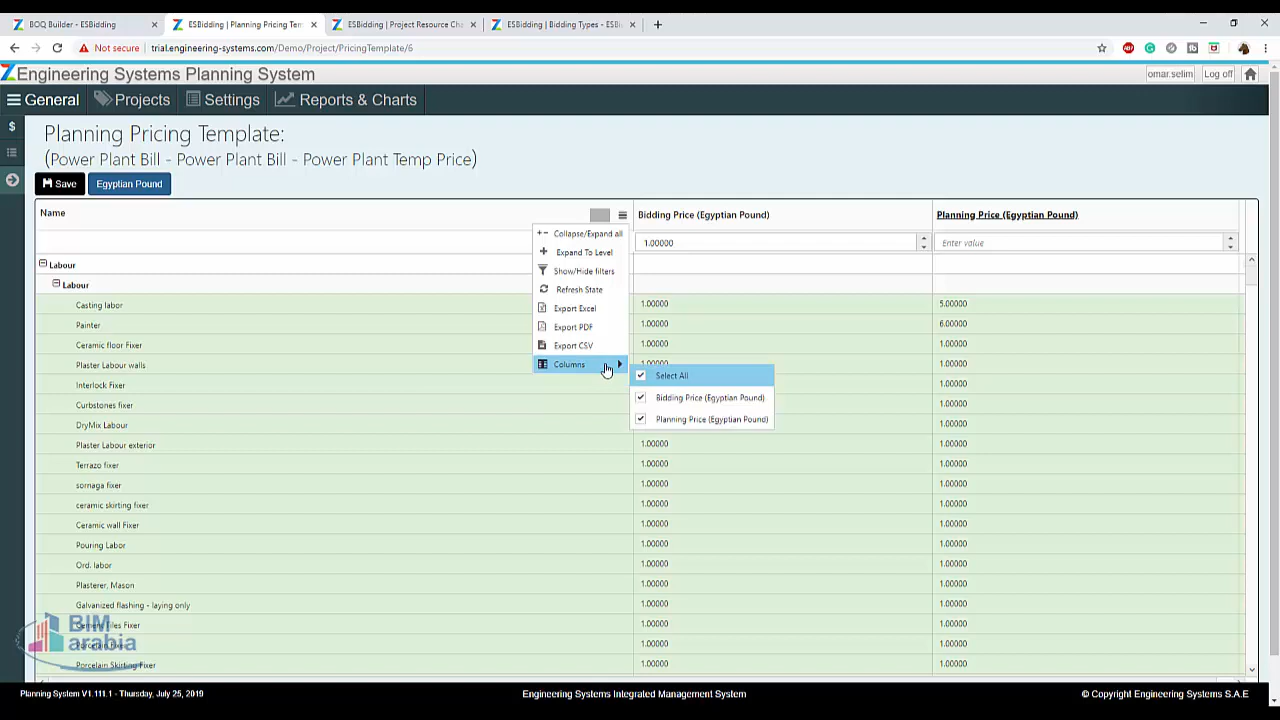 BOQ Builder - ESBidding
ESBidding | Planning Pricing Tem
ESBidding | Project Resource Cha
ESBidding | Bidding Types - ESBi
Not secure
trial.engineering-systems.com/Demo/Project/PricingTemplate/6
Engineering Systems Planning System
omar.selim
Log off
General
Projects
Settings
Reports & Charts
Planning Pricing Template:
(Power Plant Bill - Power Plant Bill - Power Plant Temp Price)
Save
Egyptian Pound
Name
Bidding Price (Egyptian Pound)
Planning Price (Egyptian Pound)
1.00000
Enter value
Collapse/Expand all
Expand To Level
Show/Hide filters
Refresh State
Export Excel
Export PDF
Export CSV
Columns
Select All
Bidding Price (Egyptian Pound)
Planning Price (Egyptian Pound)
Labour
Labour
Casting labor 1.00000 5.00000
Painter 1.00000 6.00000
Ceramic floor Fixer 1.00000 1.00000
Plaster Labour walls 1.00000 1.00000
Interlock Fixer 1.00000
Curbstones fixer 1.00000
DryMix Labour 1.00000
Plaster Labour exterior 1.00000 1.00000
Terrazo fixer 1.00000 1.00000
sornaga fixer 1.00000 1.00000
ceramic skirting fixer 1.00000 1.00000
Ceramic wall Fixer 1.00000 1.00000
Pouring Labor 1.00000 1.00000
Ord. labor 1.00000 1.00000
Plasterer, Mason 1.00000 1.00000
Galvanized flashing - laying only 1.00000 1.00000
Cement Tiles Fixer 1.00000 1.00000
Porcelain Fixer 1.00000 1.00000
Porcelain Skirting Fixer 1.00000 1.00000
BIM
arabia
Planning System V1.111.1 - Thursday, July 25, 2019
Engineering Systems Integrated Management System
© Copyright Engineering Systems S.A.E